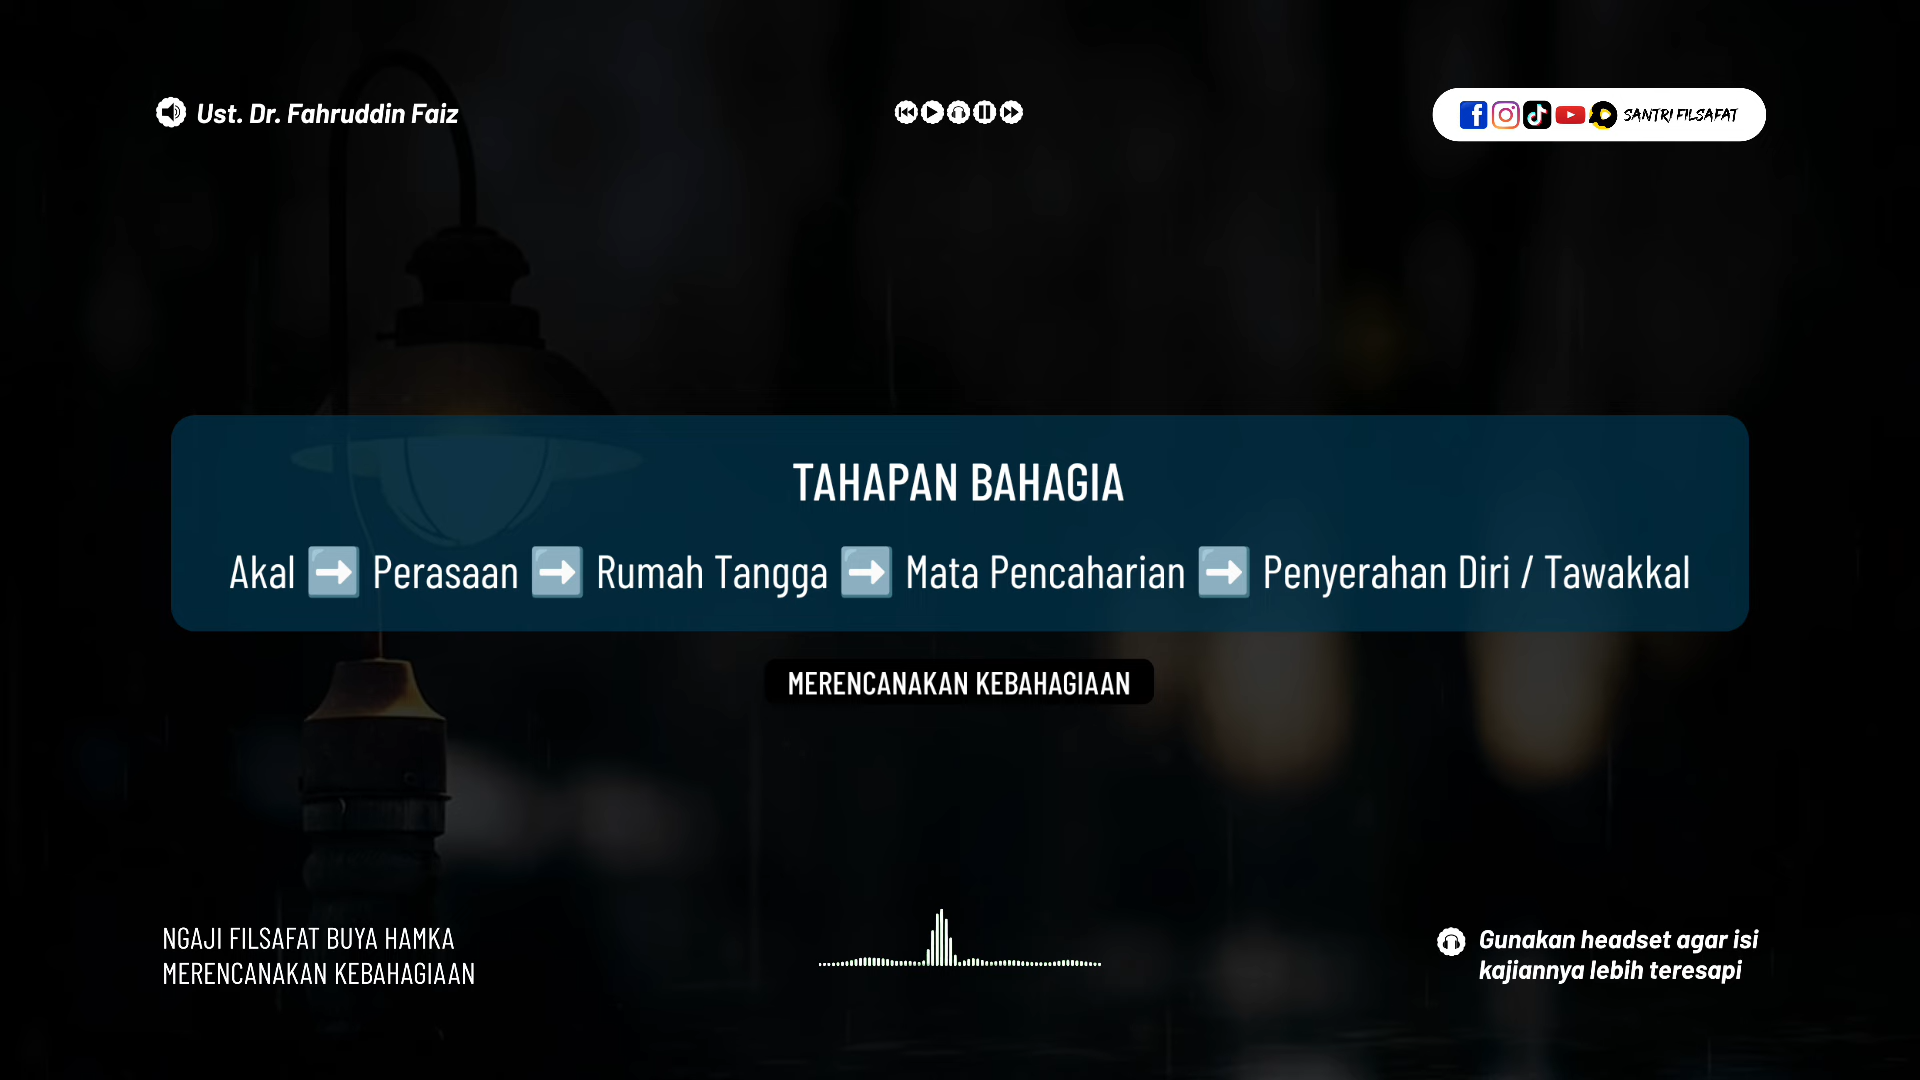 Ust. Dr. Fahruddin Faiz
SANTRI FILSAFAT
TAHAPAN BAHAGIA
Akal ➡️ Perasaan ➡️ Rumah Tangga ➡️ Mata Pencaharian ➡️ Penyerahan Diri / Tawakkal
MERENCANAKAN KEBAHAGIAAN
NGAJI FILSAFAT BUYA HAMKA
MERENCANAKAN KEBAHAGIAAN
Gunakan headset agar isi
kajiannya lebih teresapi